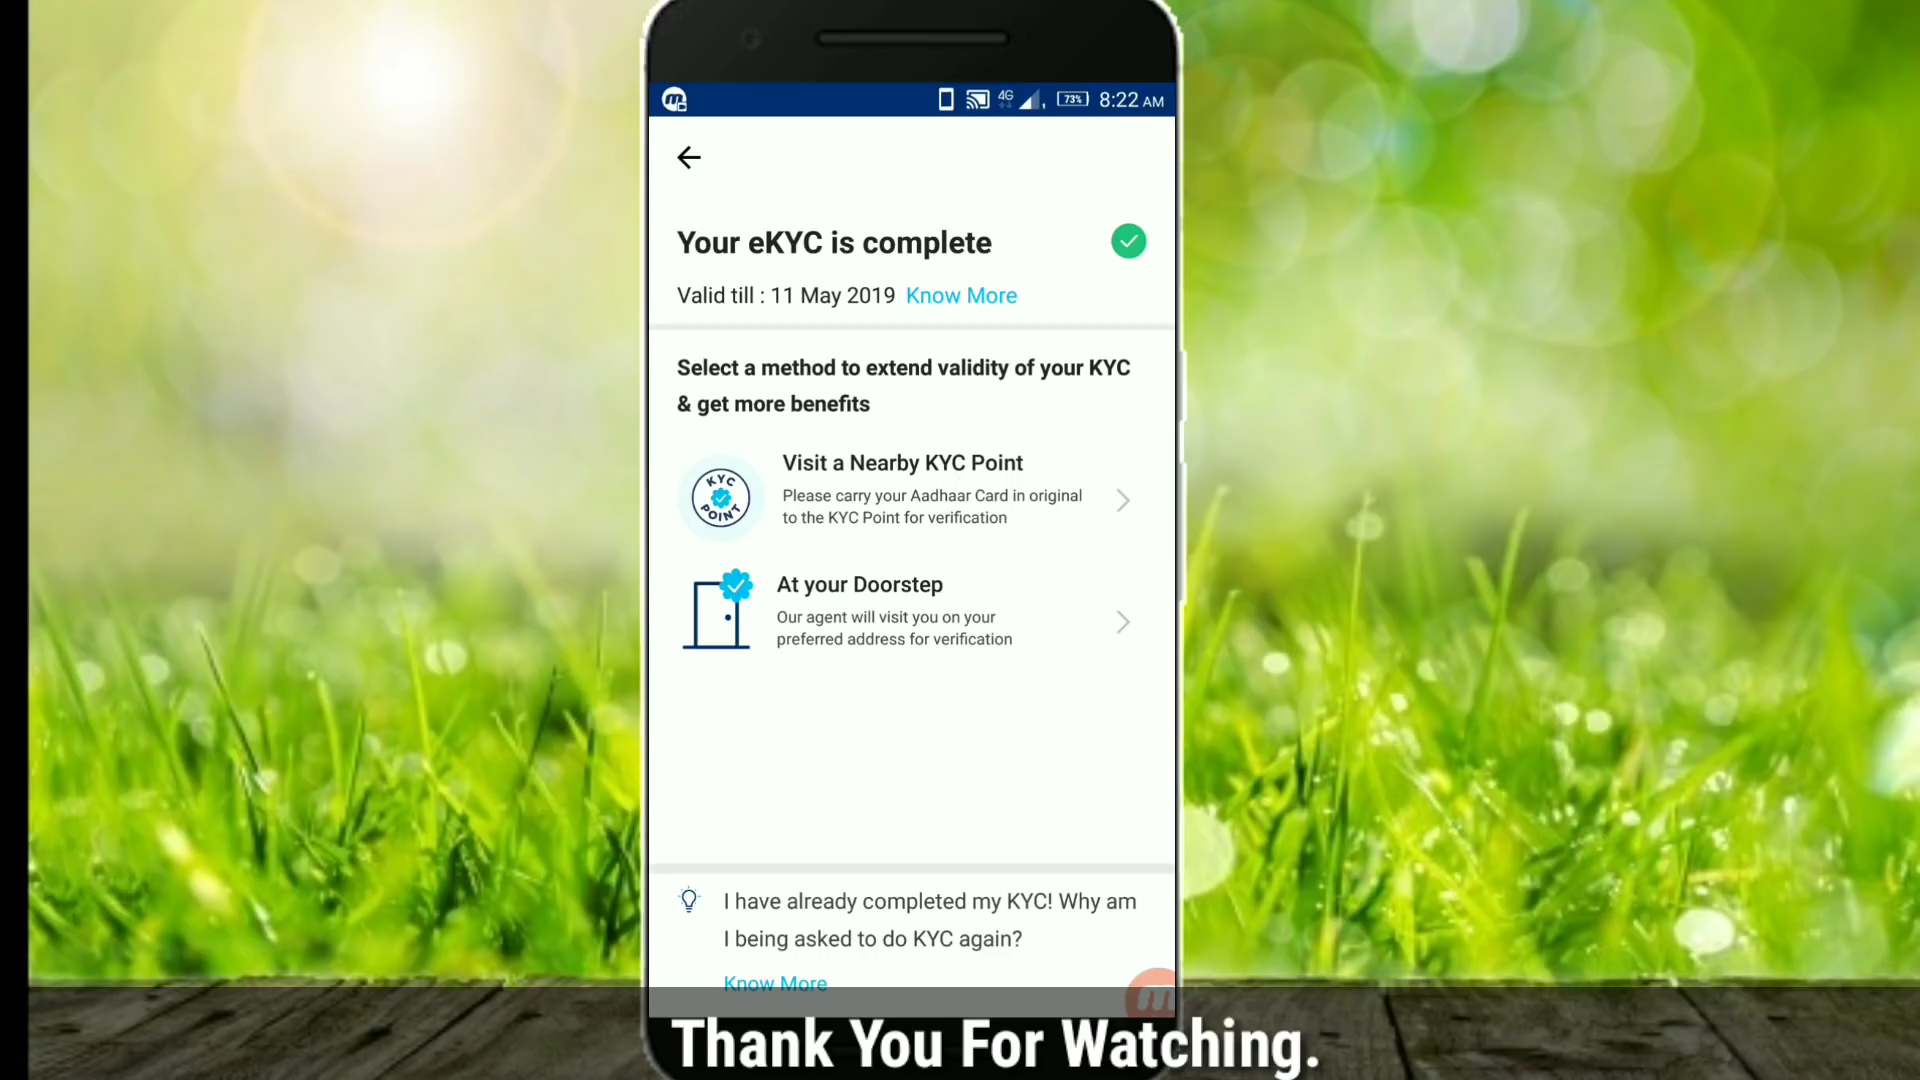 4G 73% 8:22 AM
Your eKYC is complete
Valid till : 11 May 2019 Know More
Select a method to extend validity of your KYC
& get more benefits
KYC POINT
Visit a Nearby KYC Point
Please carry your Aadhaar Card in original
to the KYC Point for verification
At your Doorstep
Our agent will visit you on your
preferred address for verification
I have already completed my KYC! Why am
I being asked to do KYC again?
Know More
Thank You For Watching.